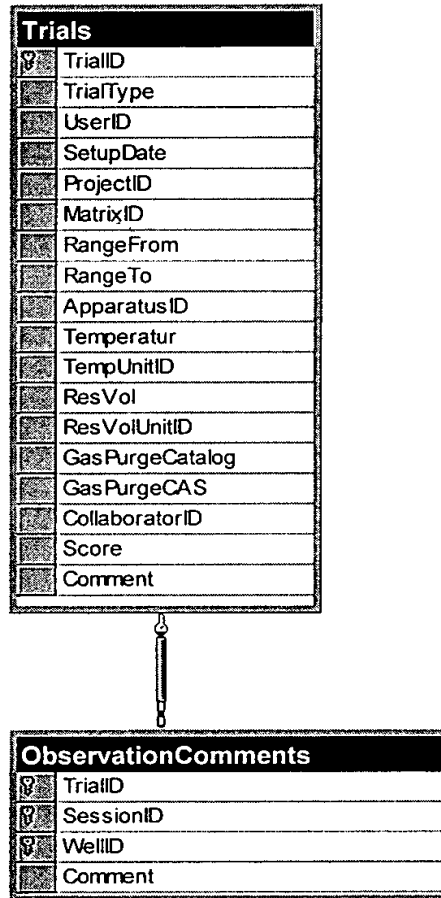 Trials
TrialID
TrialType
UserID
SetupDate
ProjectID
MatrixID
RangeFrom
RangeTo
ApparatusID
Temperatur
TempUnitID
ResVol
ResVolUnitID
GasPurgeCatalog
GasPurgeCAS
CollaboratorID
Score
Comment
ObservationComments
TrialID
SessionID
WellID
Comment